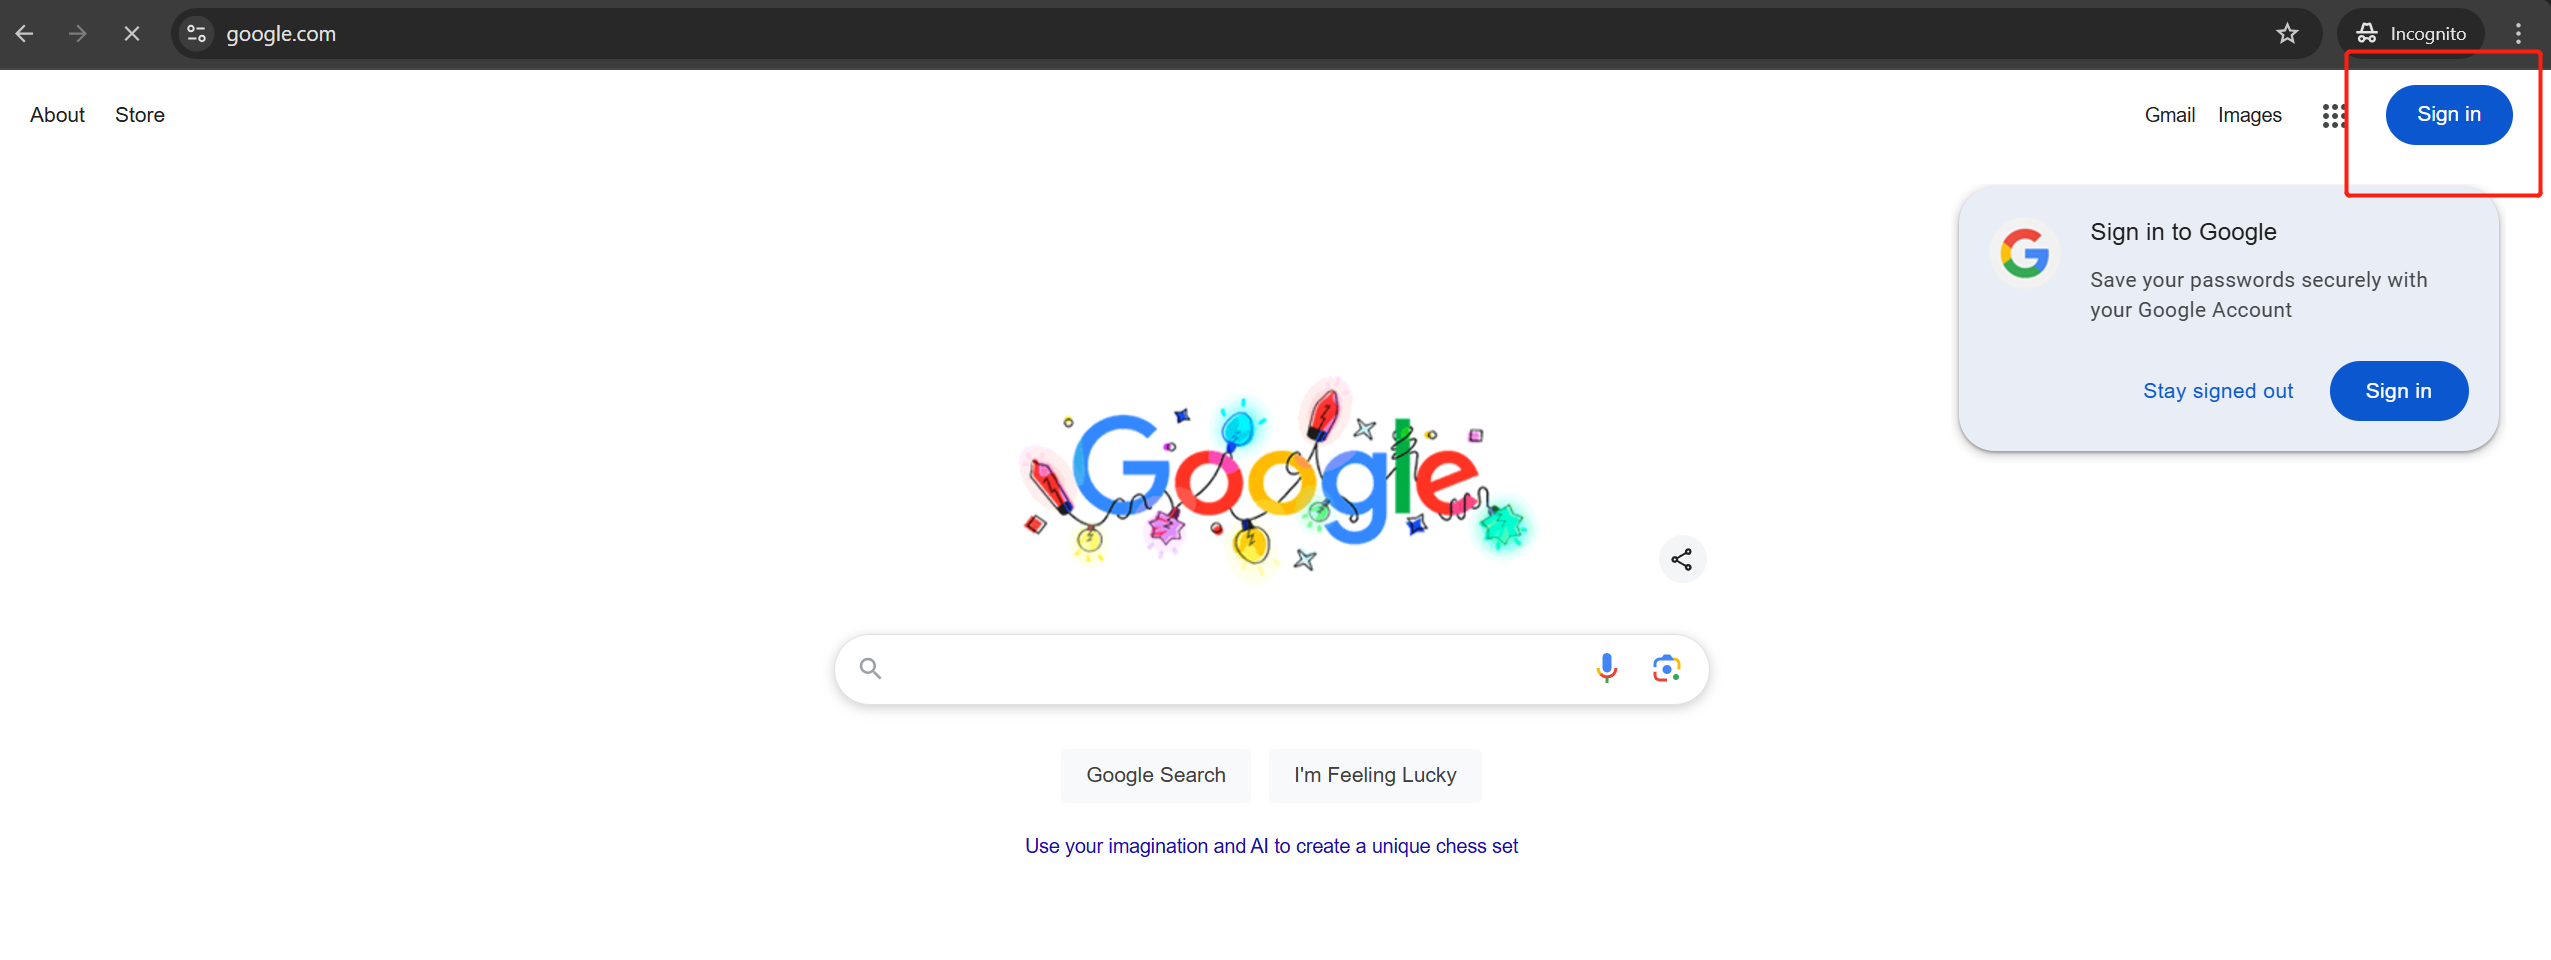 google.com
Incognito
About Store
Gmail Images Sign in
Sign in to Google
Save your passwords securely with
your Google Account
Stay signed out Sign in
Google
Google Search I'm Feeling Lucky
Use your imagination and AI to create a unique chess set